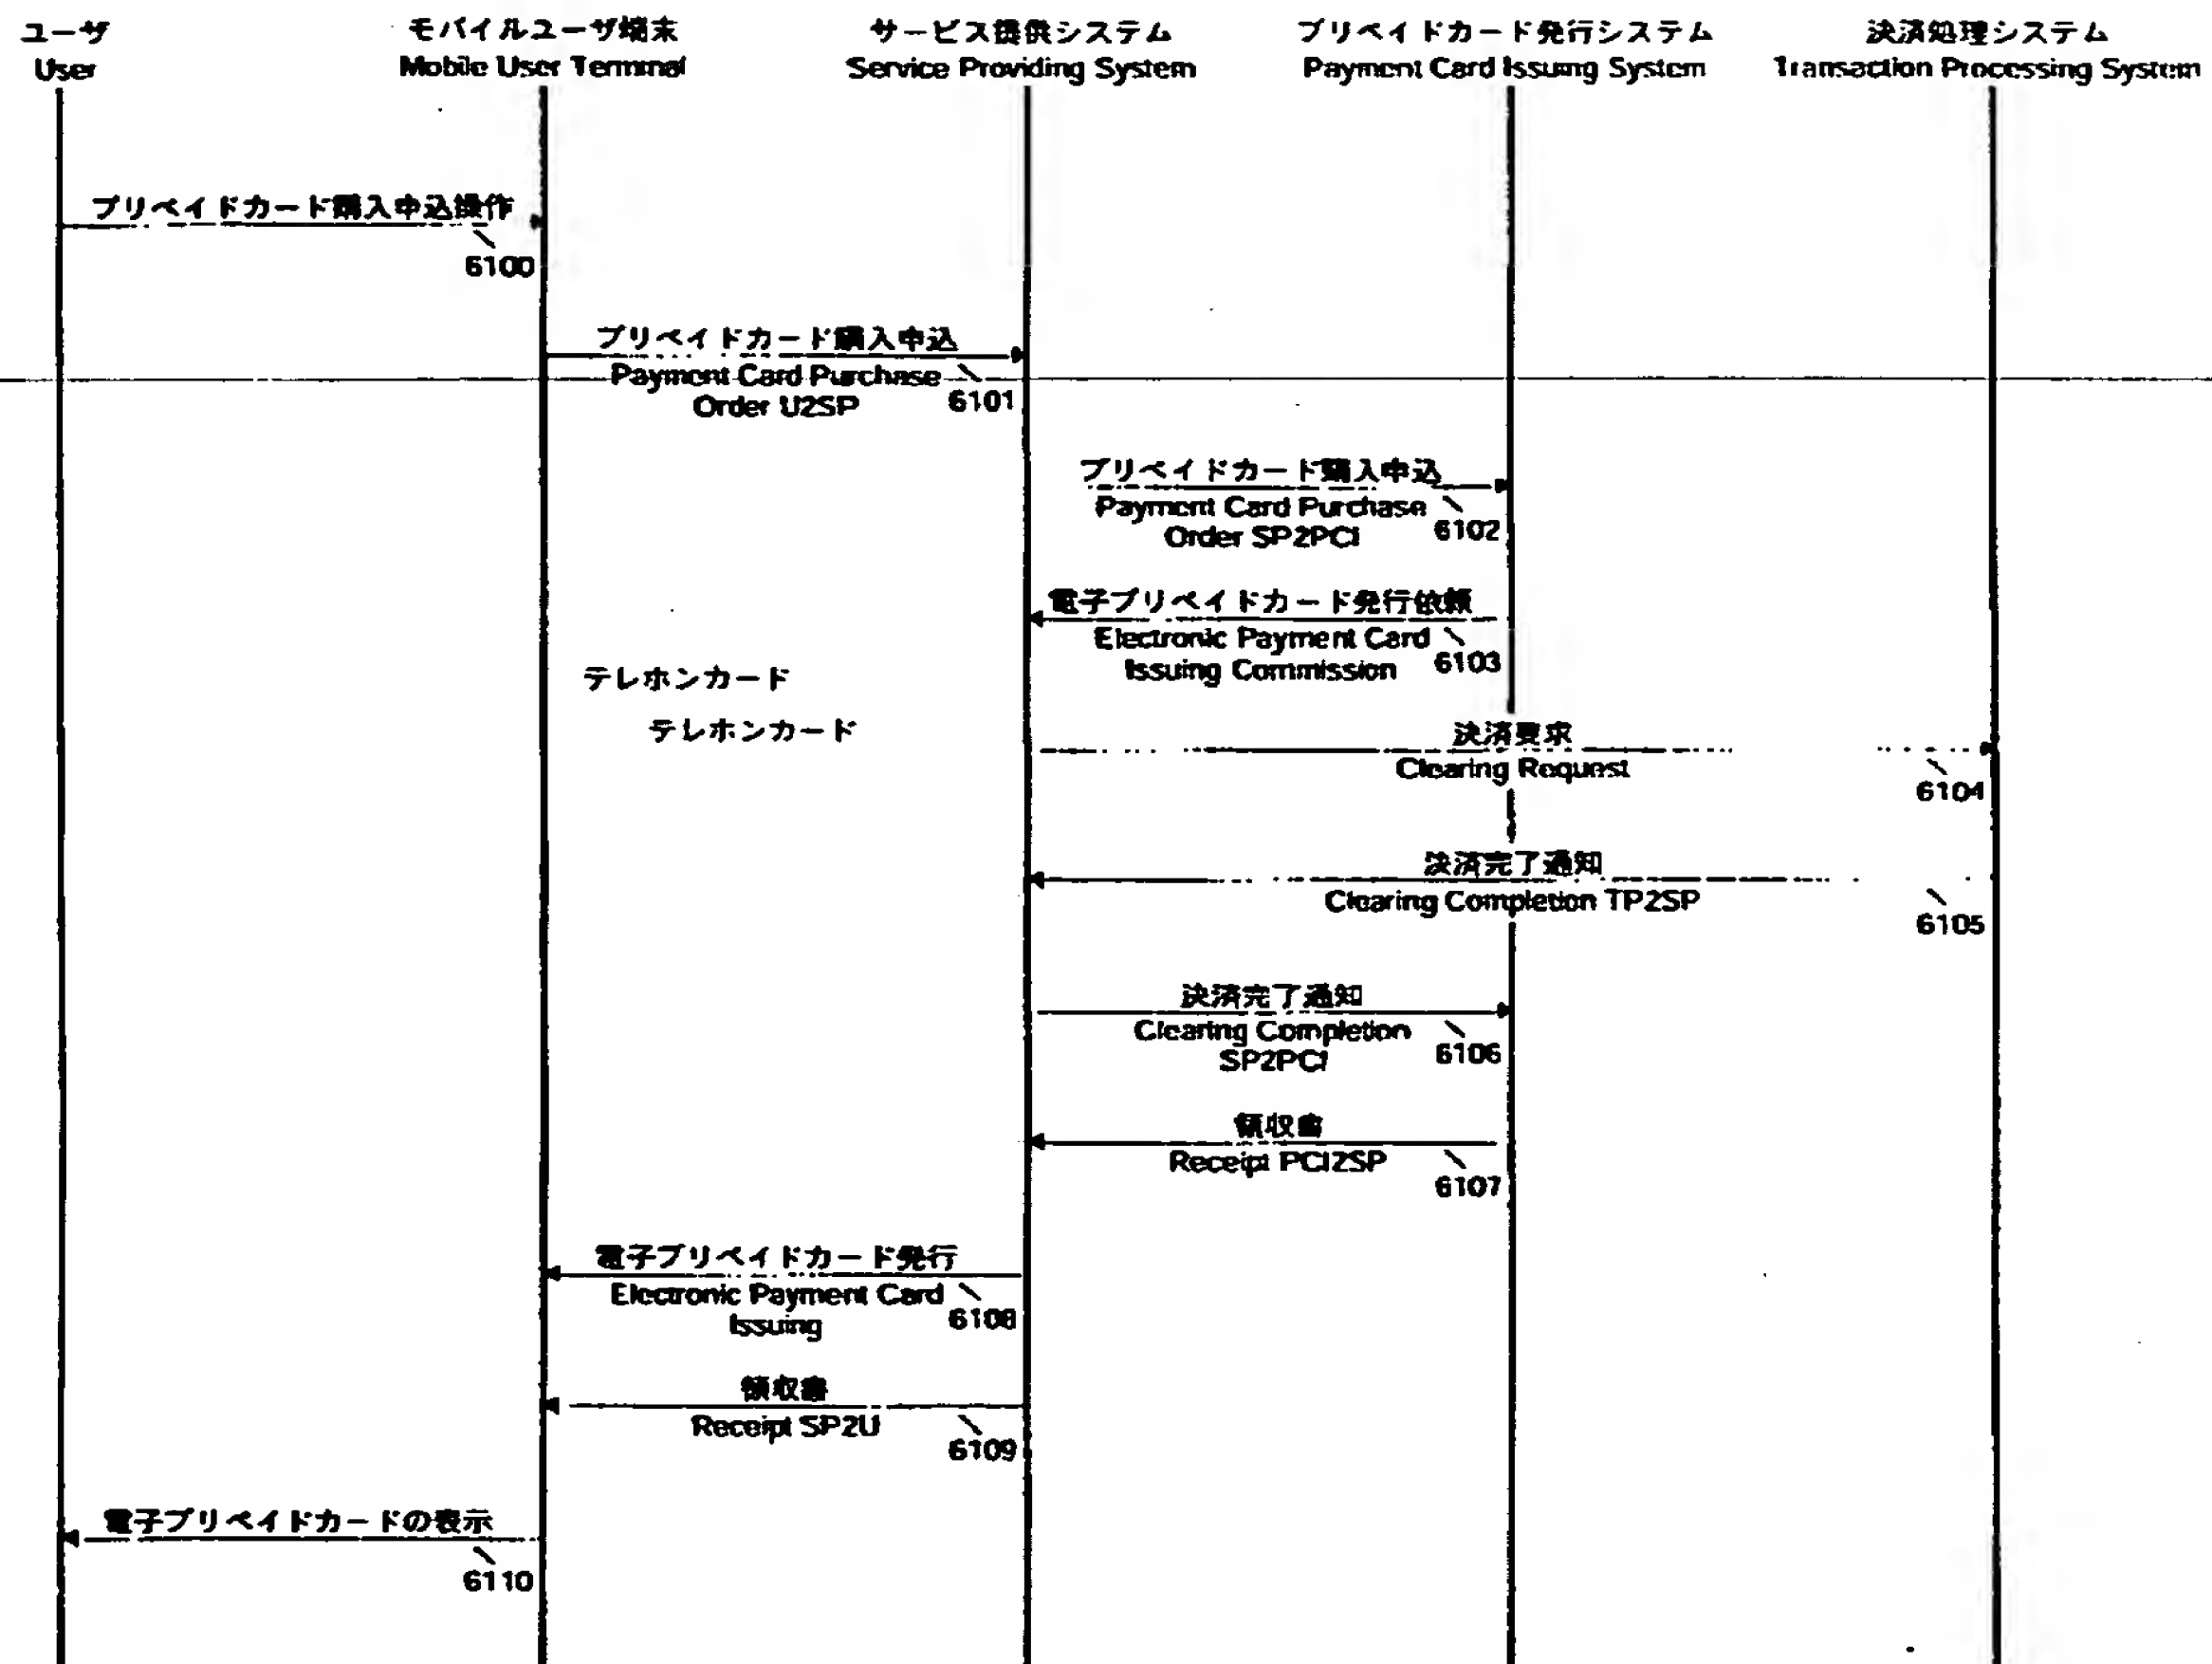 ユーザ
User
モバイルユーザ端末
Mobile User Terminal
サービス提供システム
Service Providing System
プリペイドカード発行システム
Payment Card Issuing System
決済処理システム
Transaction Processing System
プリペイドカード購入申込操作
6100
プリペイドカード購入申込
Payment Card Purchase
Order U2SP
6101
プリペイドカード購入申込
Payment Card Purchase
Order SP2PCI
6102
電子プリペイドカード発行依頼
Electronic Payment Card
Issuing Commission
6103
テレホンカード
テレホンカード
決済要求
Clearing Request
6104
決済完了通知
Clearing Completion TP2SP
6105
決済完了通知
Clearing Completion
SP2PCI
6106
領収書
Receipt PCI2SP
6107
電子プリペイドカード発行
Electronic Payment Card
Issuing
6108
領収書
Receipt SP2U
6109
電子プリペイドカードの表示
6110